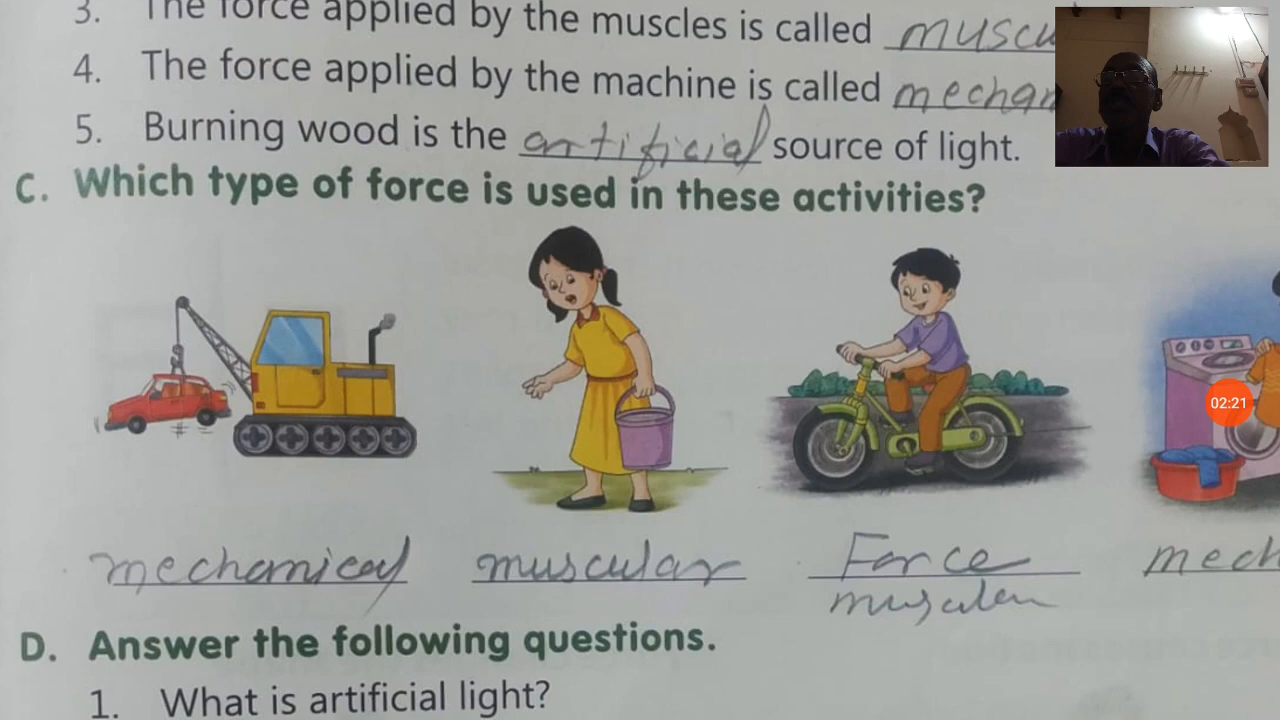 3. The force applied by the muscles is called muscu
4. The force applied by the machine is called mechan
5. Burning wood is the artificial source of light.
C. Which type of force is used in these activities?
02:21
mechanical muscular Force mech
muscular
D. Answer the following questions.
1. What is artificial light?